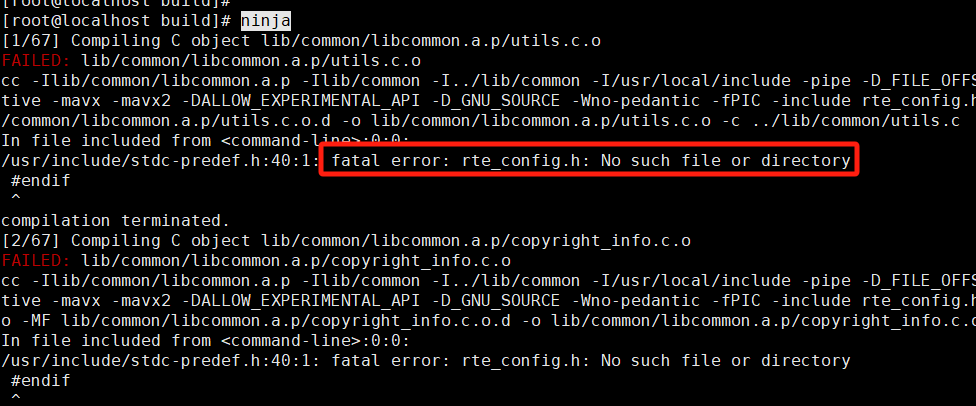 [root@localhost build]#
[root@localhost build]# ninja
[1/67] Compiling C object lib/common/libcommon.a.p/utils.c.o
FAILED: lib/common/libcommon.a.p/utils.c.o
cc -Ilib/common/libcommon.a.p -Ilib/common -I../lib/common -I/usr/local/include -pipe -D_FILE_OFFS
tive -mavx -mavx2 -DALLOW_EXPERIMENTAL_API -D_GNU_SOURCE -Wno-pedantic -fPIC -include rte_config.h
/common/libcommon.a.p/utils.c.o.d -o lib/common/libcommon.a.p/utils.c.o -c ../lib/common/utils.c
In file included from <command-line>:0:0:
/usr/include/stdc-predef.h:40:1: fatal error: rte_config.h: No such file or directory
#endif
^
compilation terminated.
[2/67] Compiling C object lib/common/libcommon.a.p/copyright_info.c.o
FAILED: lib/common/libcommon.a.p/copyright_info.c.o
cc -Ilib/common/libcommon.a.p -Ilib/common -I../lib/common -I/usr/local/include -pipe -D_FILE_OFFS
tive -mavx -mavx2 -DALLOW_EXPERIMENTAL_API -D_GNU_SOURCE -Wno-pedantic -fPIC -include rte_config.h
o -MF lib/common/libcommon.a.p/copyright_info.c.o.d -o lib/common/libcommon.a.p/copyright_info.c.o
In file included from <command-line>:0:0:
/usr/include/stdc-predef.h:40:1: fatal error: rte_config.h: No such file or directory
#endif
^